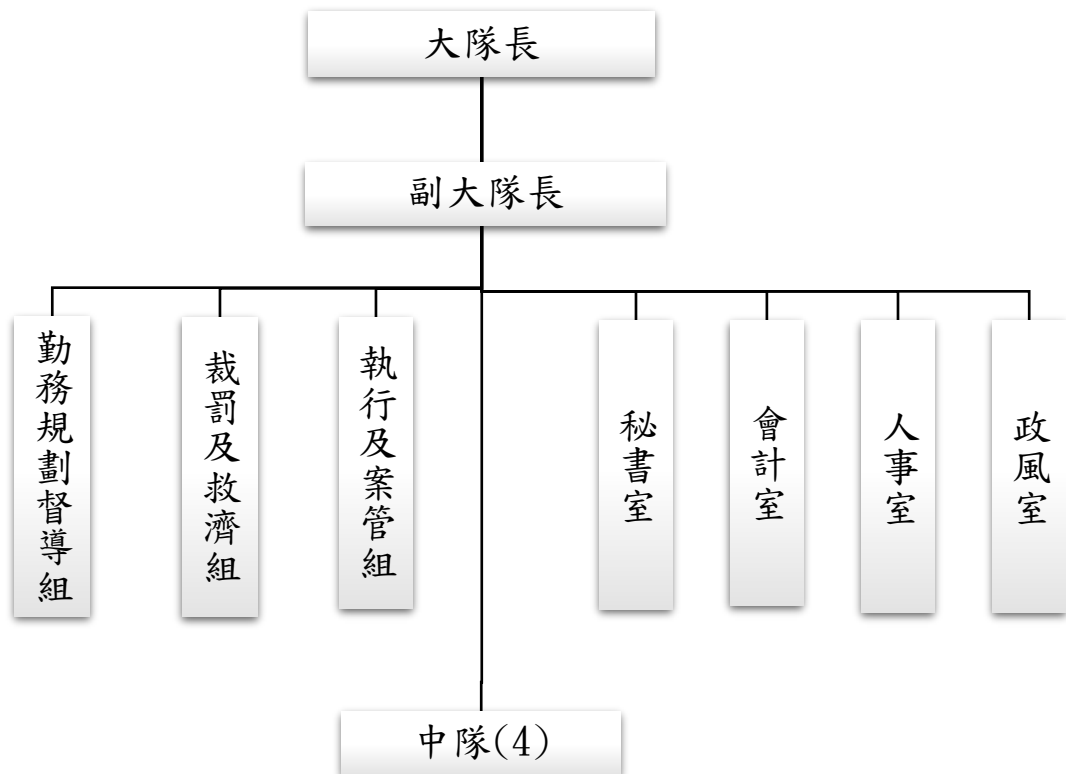 大隊長
副大隊長
勤務規劃督導組
裁罰及救濟組
執行及案管組
秘書室
會計室
人事室
政風室
中隊(4)